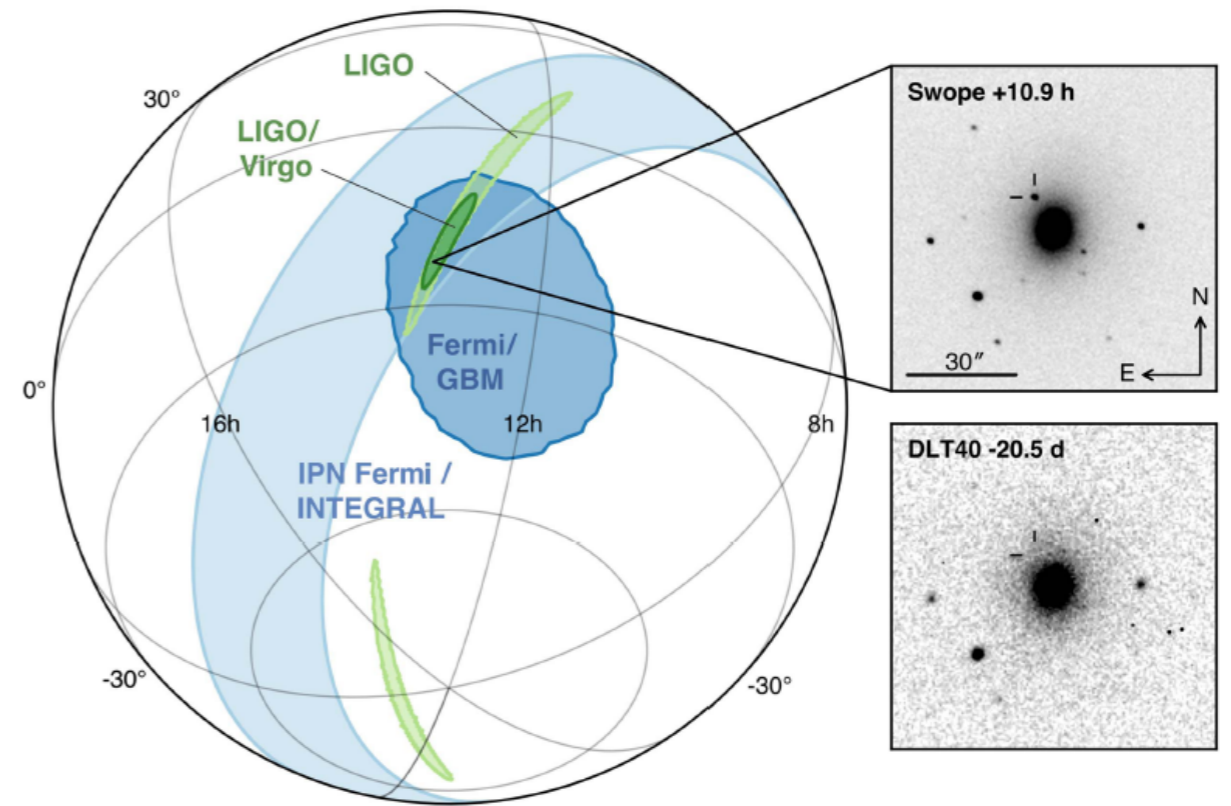 LIGO
30°
LIGO/
Virgo
Fermi/
GBM
0°
16h
12h
8h
IPN Fermi /
INTEGRAL
-30°
-30°
Swope +10.9 h
30″
N
E
DLT40 -20.5 d